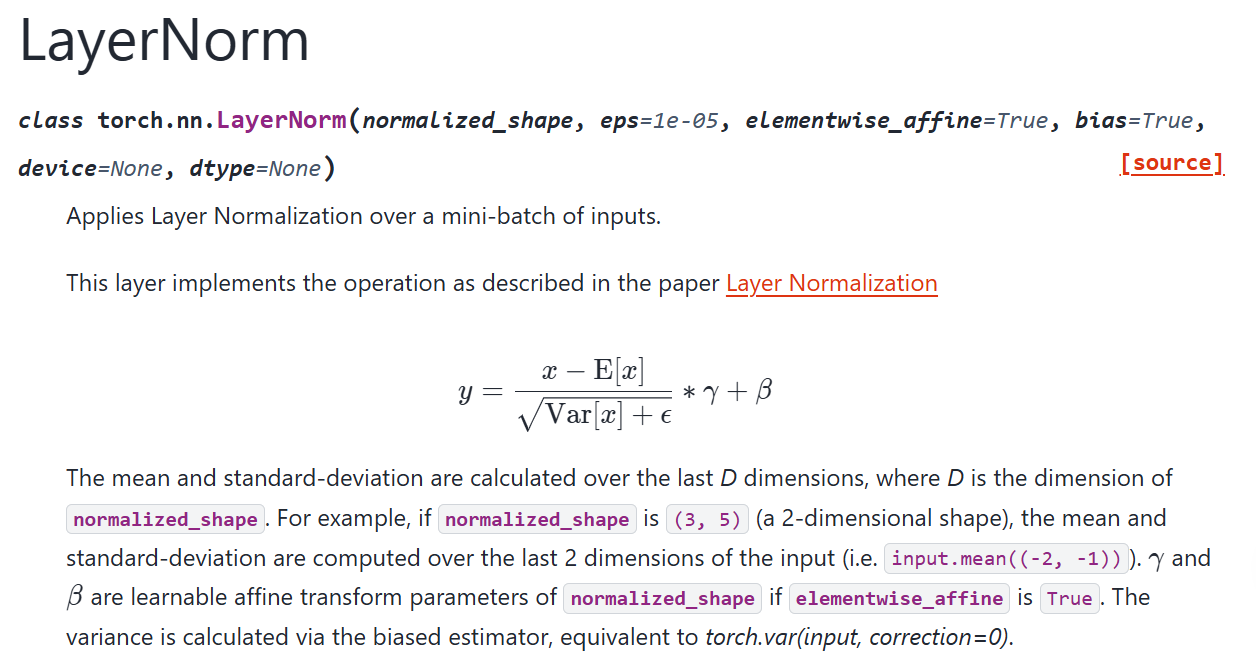 LayerNorm
class torch.nn.LayerNorm(normalized_shape, eps=1e-05, elementwise_affine=True, bias=True,
device=None, dtype=None) [source]
Applies Layer Normalization over a mini-batch of inputs.
This layer implements the operation as described in the paper Layer Normalization
y = \frac{x - E[x]}{\sqrt{Var[x] + ϵ}} * γ + β
The mean and standard-deviation are calculated over the last D dimensions, where D is the dimension of
normalized_shape. For example, if normalized_shape is (3, 5) (a 2-dimensional shape), the mean and
standard-deviation are computed over the last 2 dimensions of the input (i.e. input.mean((-2, -1))). γ and
β are learnable affine transform parameters of normalized_shape if elementwise_affine is True. The
variance is calculated via the biased estimator, equivalent to torch.var(input, correction=0).